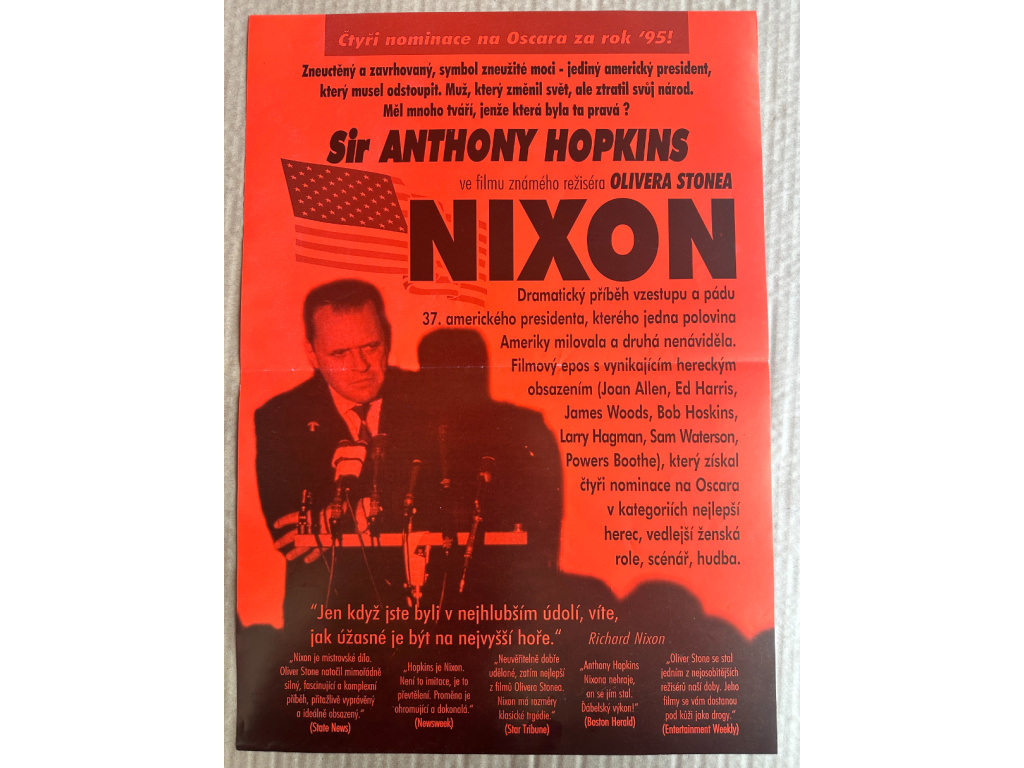 Čtyři nominace na Oscara za rok '95!
Zneuctěný a zavrhovaný, symbol zneužité moci - jediný americký president,
který musel odstoupit. Muž, který změnil svět, ale ztratil svůj národ.
Měl mnoho tváří, jenže která byla ta pravá ?
Sir ANTHONY HOPKINS
ve filmu známého režiséra OLIVERA STONEA
NIXON
Dramatický příběh vzestupu a pádu
37. amerického presidenta, kterého jedna polovina
Ameriky milovala a druhá nenáviděla.
Filmový epos s vynikajícím hereckým
obsazením (Joan Allen, Ed Harris,
James Woods, Bob Hoskins,
Larry Hagman, Sam Waterson,
Powers Boothe), který získal
čtyři nominace na Oscara
v kategoriích nejlepší
herec, vedlejší ženská
role, scénář, hudba.
“Jen když jste byli v nejhlubším údolí, víte,
jak úžasné je být na nejvyšší hoře.“ Richard Nixon
„Nixon je mistravské dílo.
Oliver Stone natočil mimořádně
silný, fascinující a komplexní
příběh, přitažlivě vyprávěný
a ideálně obsazený.“
(State News)
„Hopkins je Nixon.
Není to imitace, je to
převtělení. Proměna je
ohromující a dokonalá.“
(Newsweek)
„Neuvěřitelně dobře
udělané, zatím nejlepší
z filmů Olivera Stonea.
Nixon má rozměry
klasické trgédie.“
(Star Tribune)
„Anthony Hopkins
Nixona nehraje,
an se jím stal.
Ďábelský výkon!“
(Boston Herald)
„Oliver Stone se stal
jedním z nejosobitějších
režisérů naší doby. Jeho
filmy se vám dostanou
pod kůži jako drogy.“
(Entertainment Weekly)